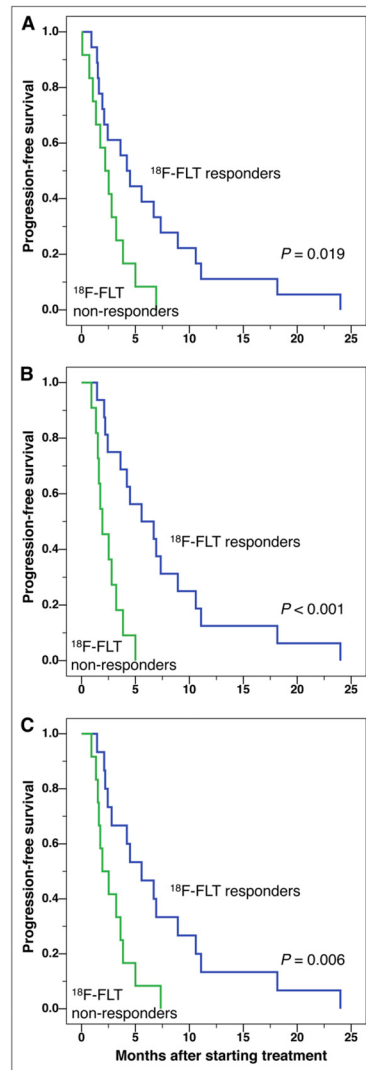 A
Progression-free survival
1.0
0.8
0.6
0.4
0.2
0.0
¹⁸F-FLT responders
P = 0.019
¹⁸F-FLT
non-responders
0 5 10 15 20 25
B
Progression-free survival
1.0
0.8
0.6
0.4
0.2
0.0
¹⁸F-FLT responders
P < 0.001
¹⁸F-FLT
non-responders
0 5 10 15 20 25
C
Progression-free survival
1.0
0.8
0.6
0.4
0.2
0.0
¹⁸F-FLT responders
P = 0.006
¹⁸F-FLT
non-responders
0 5 10 15 20 25
Months after starting treatment